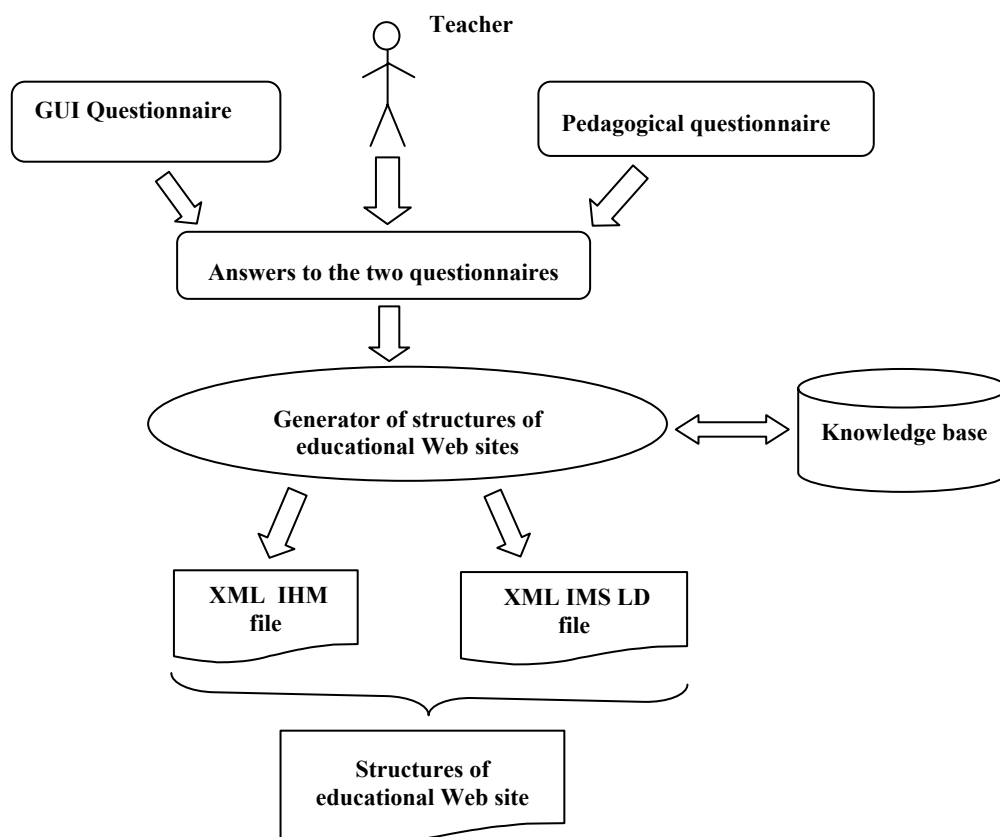 Teacher
GUI Questionnaire
Pedagogical questionnaire
Answers to the two questionnaires
Generator of structures of
educational Web sites
Knowledge base
XML IHM
file
XML IMS LD
file
Structures of
educational Web site